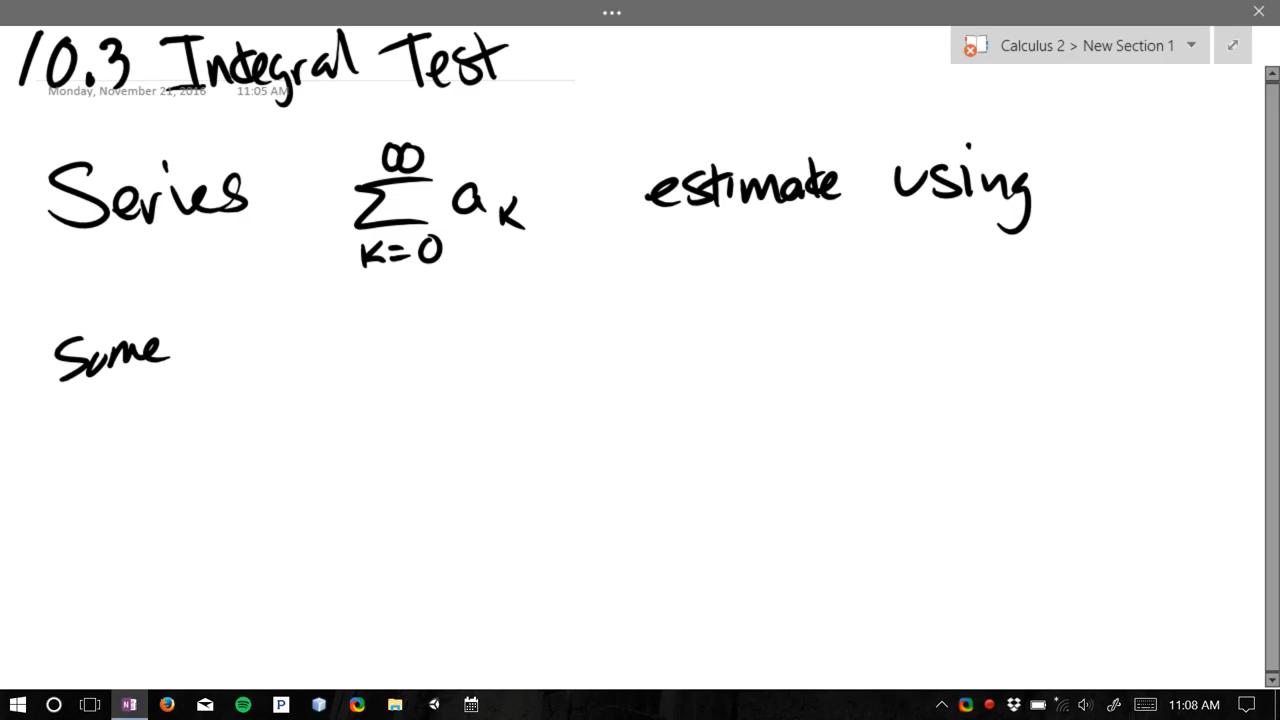 Calculus 2 > New Section 1
10.3 Integral Test
Monday, November 21, 2016 11:05 AM
Series ∑ k=0 ∞ a_k estimate using
some
11:08 AM